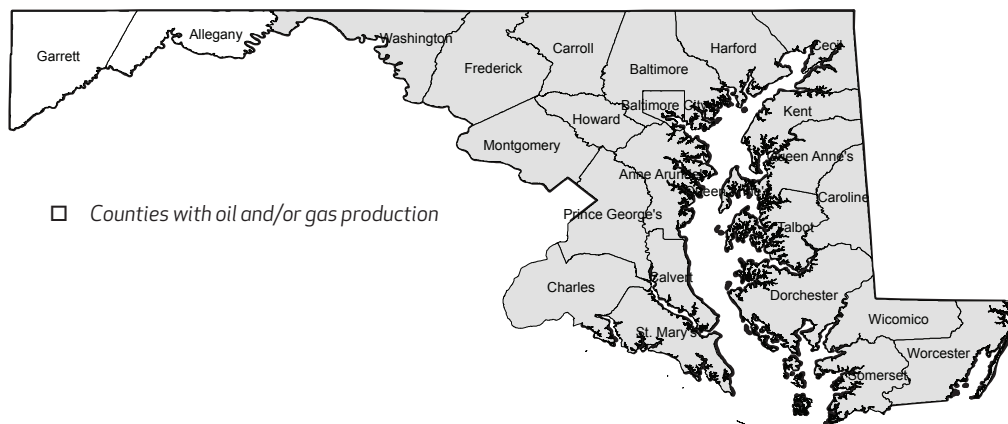 Garrett
Allegany
Washington
Frederick
Carroll
Baltimore
Harford
Cecil
Baltimore City
Howard
Montgomery
Kent
Queen Anne's
Anne Arundel
Caroline
Prince George's
Talbot
Counties with oil and/or gas production
Calvert
Charles
Dorchester
St. Mary's
Wicomico
Worcester
Somerset